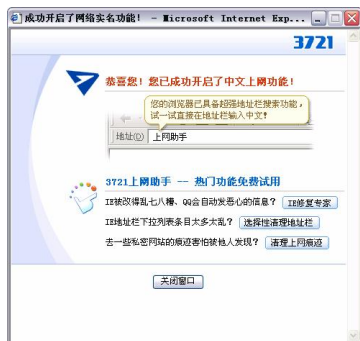 成功开启了网络实名功能! - Microsoft Internet Exp...
3721
恭喜您!您已成功开启了中文上网功能!
您的浏览器已具备超强地址栏搜索功能,
试一试直接在地址栏输入中文!
地址(D) 上网助手
3721上网助手 -- 热门功能免费试用
IE被改得乱七八糟、QQ会自动发恶心的信息? IE修复专家
IE地址栏下拉列表条目太多太乱? 选择性清理地址栏
去一些私密网站的痕迹害怕被他人发现? 清理上网痕迹
关闭窗口